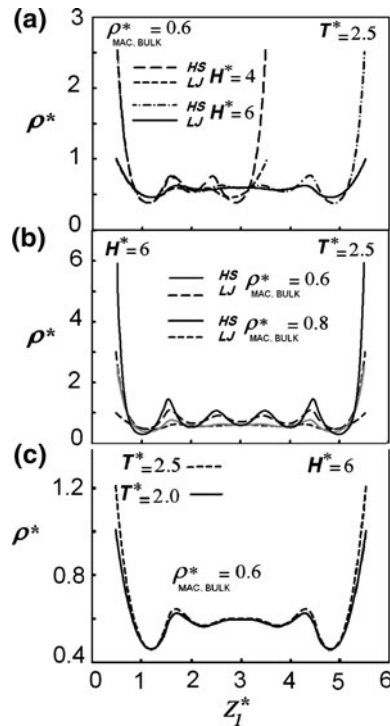 (a)
ρ* MAC. BULK = 0.6
T* = 2.5
HS
LJ
H* = 4
HS
LJ
H* = 6
ρ*
3
2
1
0
(b)
H* = 6
T* = 2.5
HS
LJ
ρ* MAC. BULK = 0.6
HS
LJ
ρ* MAC. BULK = 0.8
ρ*
6
4
2
0
(c)
T* = 2.5
H* = 6
T* = 2.0
ρ* MAC. BULK = 0.6
ρ*
1.2
0.8
0.4
0 1 2 3 4 5 6
Z₁*